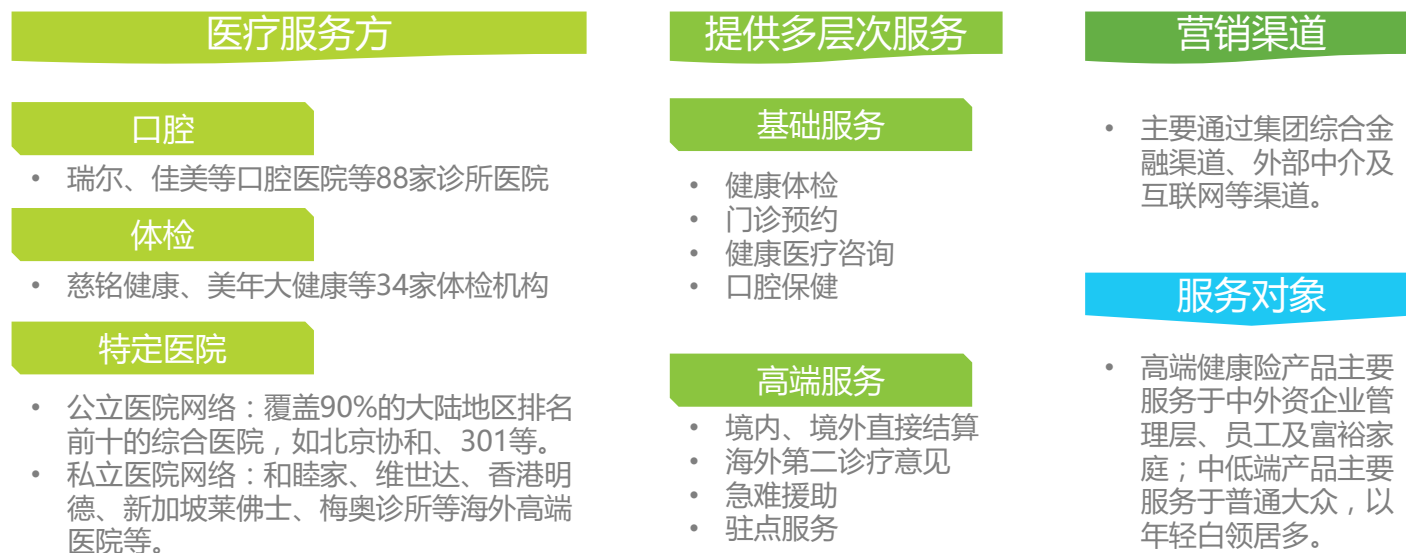 医疗服务方
口腔
• 瑞尔、佳美等口腔医院等88家诊所医院
体检
• 慈铭健康、美年大健康等34家体检机构
特定医院
• 公立医院网络：覆盖90%的大陆地区排名
前十的综合医院，如北京协和、301等。
• 私立医院网络：和睦家、维世达、香港明
德、新加坡莱佛士、梅奥诊所等海外高端
医院等。
提供多层次服务
基础服务
• 健康体检
• 门诊预约
• 健康医疗咨询
• 口腔保健
高端服务
• 境内、境外直接结算
• 海外第二诊疗意见
• 急难援助
• 驻点服务
营销渠道
• 主要通过集团综合金
融渠道、外部中介及
互联网等渠道。
服务对象
• 高端健康险产品主要
服务于中外资企业管
理层、员工及富裕家
庭；中低端产品主要
服务于普通大众，以
年轻白领居多。